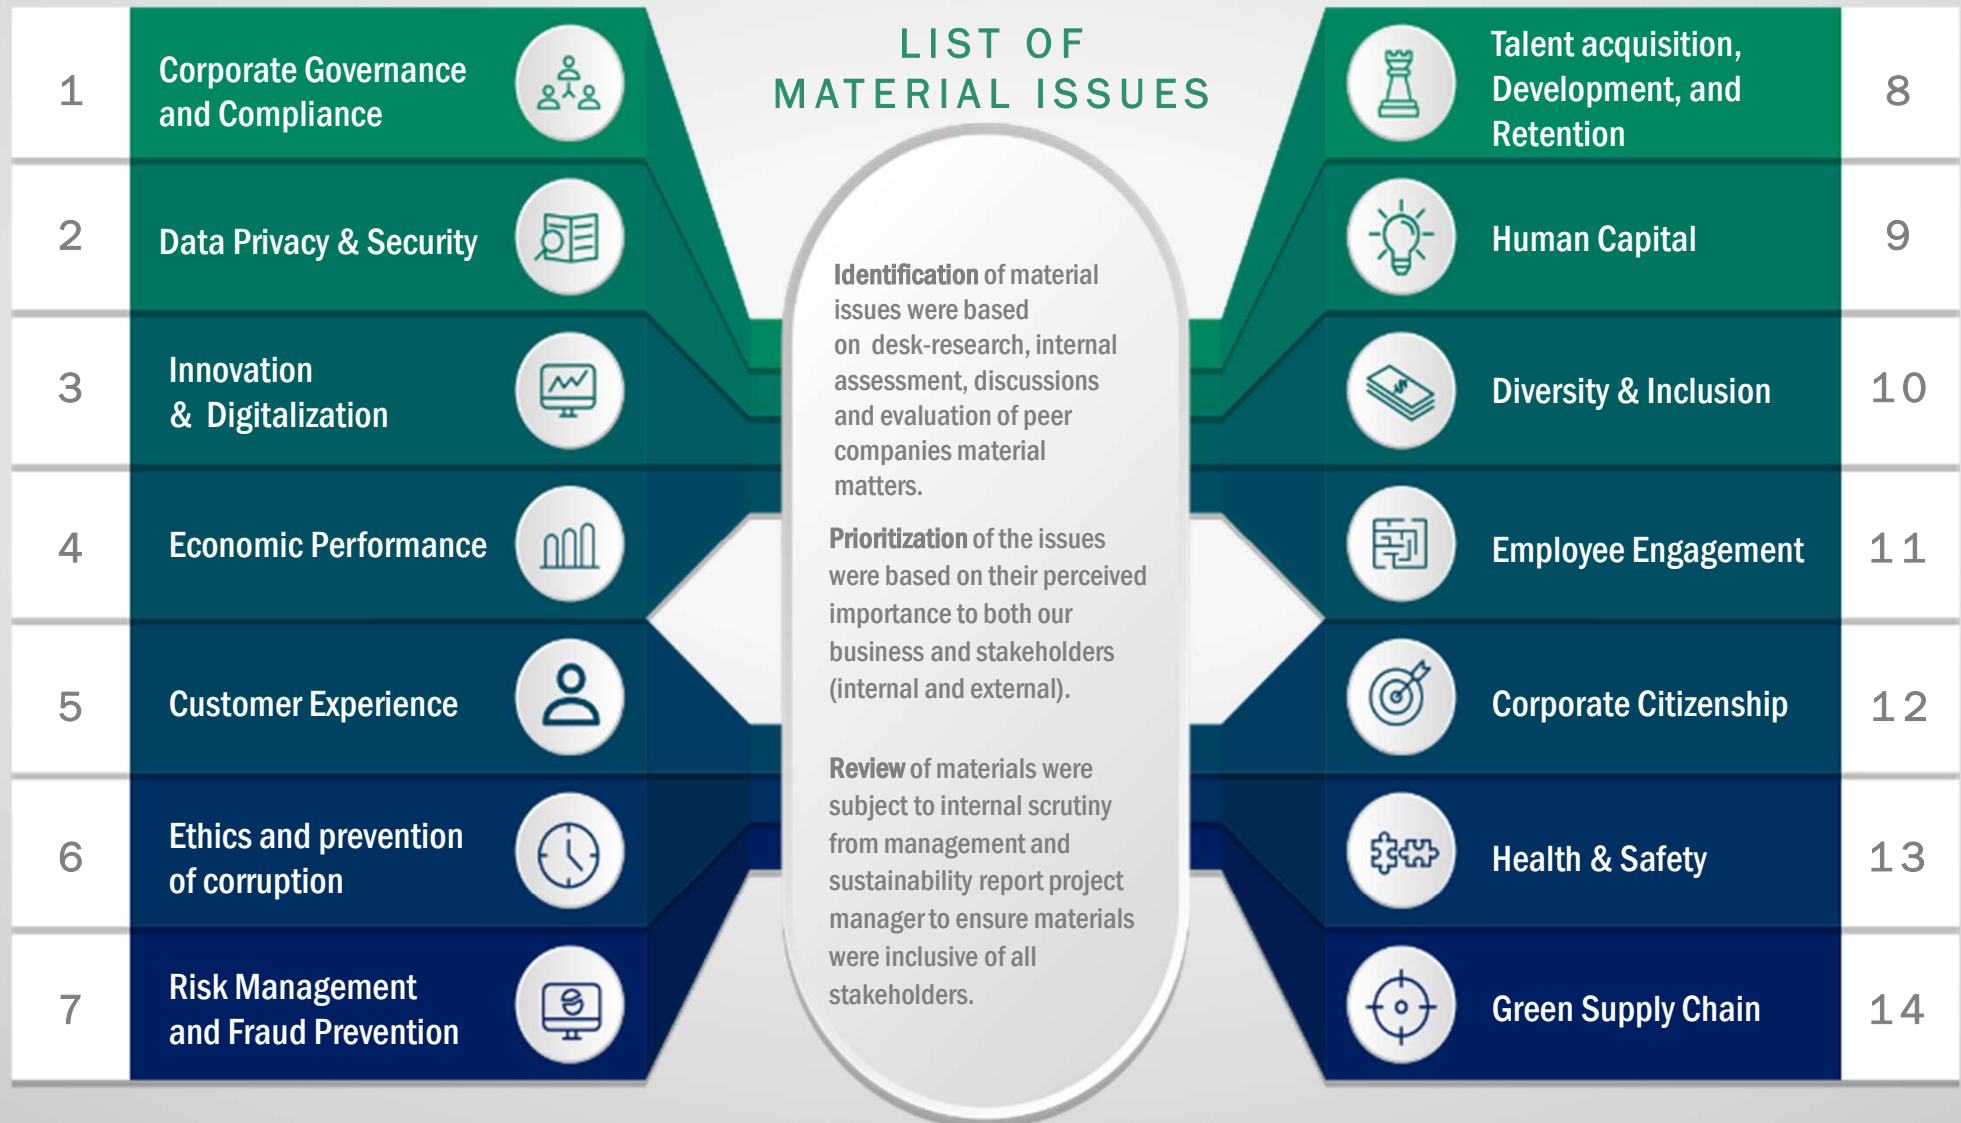 LIST OF
MATERIAL ISSUES
1
Corporate Governance
and Compliance
2
Data Privacy & Security
3
Innovation
& Digitalization
4
Economic Performance
5
Customer Experience
6
Ethics and prevention
of corruption
7
Risk Management
and Fraud Prevention
Identification of material
issues were based
on desk-research, internal
assessment, discussions
and evaluation of peer
companies material
matters.
Prioritization of the issues
were based on their perceived
importance to both our
business and stakeholders
(internal and external).
Review of materials were
subject to internal scrutiny
from management and
sustainability report project
manager to ensure materials
were inclusive of all
stakeholders.
Talent acquisition,
Development, and
Retention
8
Human Capital
9
Diversity & Inclusion
10
Employee Engagement
11
Corporate Citizenship
12
Health & Safety
13
Green Supply Chain
14